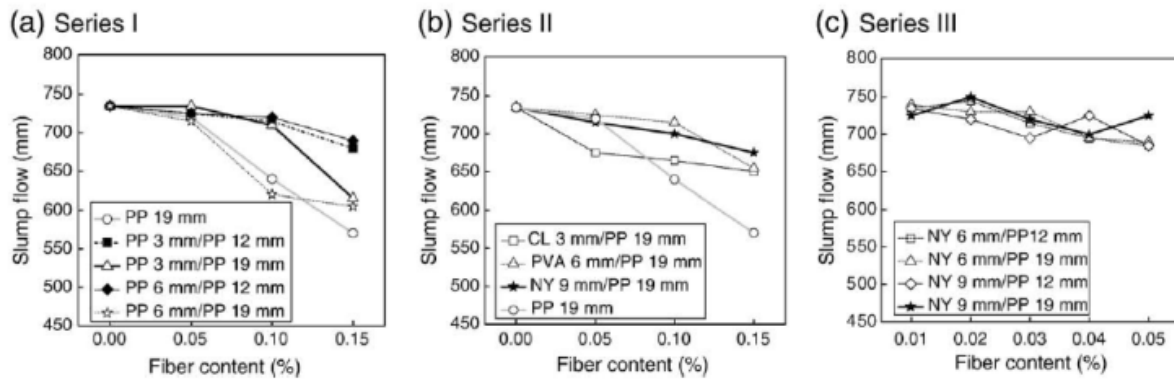 (a) Series I
800
750
700
650
600
550
500
450
Slump flow (mm)
PP 19 mm
PP 3 mm/PP 12 mm
PP 3 mm/PP 19 mm
PP 6 mm/PP 12 mm
PP 6 mm/PP 19 mm
0.00 0.05 0.10 0.15
Fiber content (%)
(b) Series II
800
750
700
650
600
550
500
450
Slump flow (mm)
CL 3 mm/PP 19 mm
PVA 6 mm/PP 19 mm
NY 9 mm/PP 19 mm
PP 19 mm
0.00 0.05 0.10 0.15
Fiber content (%)
(c) Series III
800
750
700
650
600
550
500
450
Slump flow (mm)
NY 6 mm/PP12 mm
NY 6 mm/PP 19 mm
NY 9 mm/PP 12 mm
NY 9 mm/PP 19 mm
0.01 0.02 0.03 0.04 0.05
Fiber content (%)